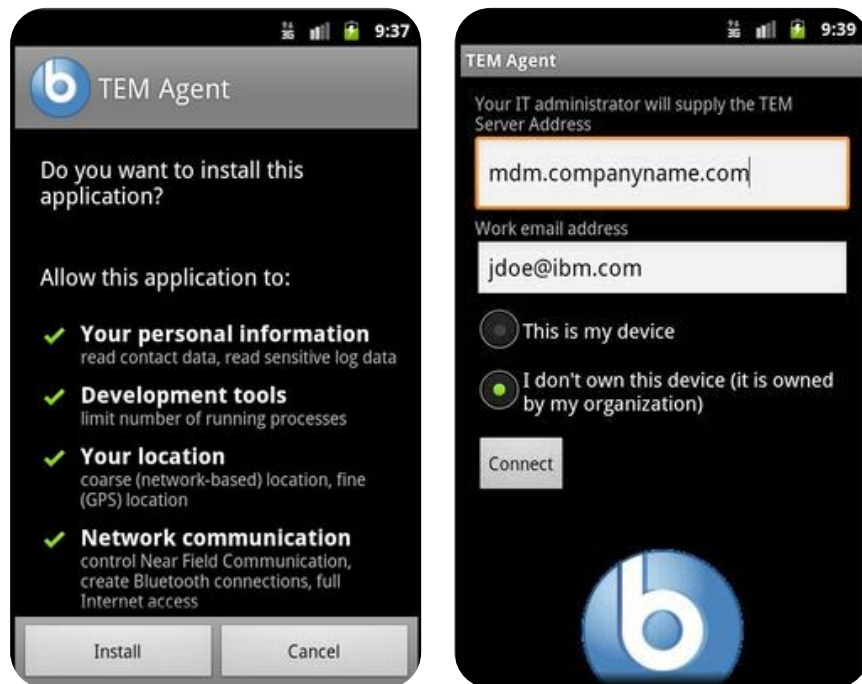 3G 9:37
TEM Agent
Do you want to install this
application?
Allow this application to:
Your personal information
read contact data, read sensitive log data
Development tools
limit number of running processes
Your location
coarse (network-based) location, fine
(GPS) location
Network communication
control Near Field Communication,
create Bluetooth connections, full
Internet access
Install Cancel
3G 9:39
TEM Agent
Your IT administrator will supply the TEM
Server Address
mdm.companyname.com
Work email address
jdoe@ibm.com
This is my device
I don't own this device (it is owned
by my organization)
Connect